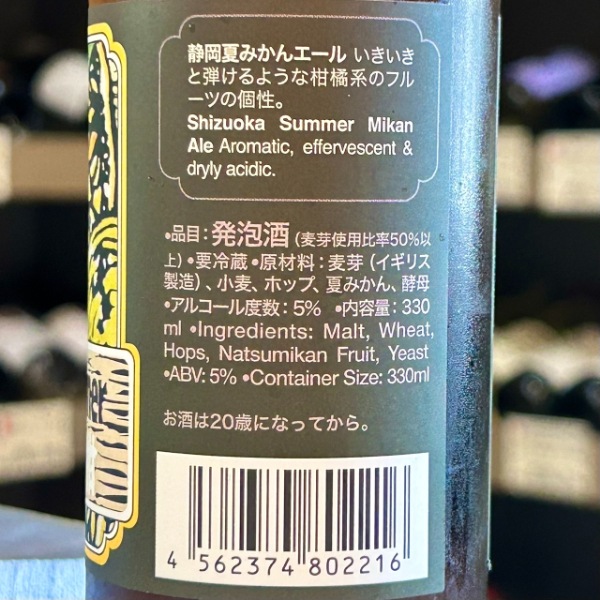 静岡夏みかんエール いきいき
と弾けるような柑橘系のフル
ーツの個性。
Shizuoka Summer Mikan
Ale Aromatic, effervescent &
dryly acidic.
•品目：発泡酒（麦芽使用比率50%以
上）•要冷蔵 •原材料：麦芽（イギリス
製造）、小麦、ホップ、夏みかん、酵母
•アルコール度数：5% •内容量：330
ml •Ingredients: Malt, Wheat,
Hops, Natsumikan Fruit, Yeast
•ABV: 5% •Container Size: 330ml
お酒は20歳になってから。
4 562374 802216